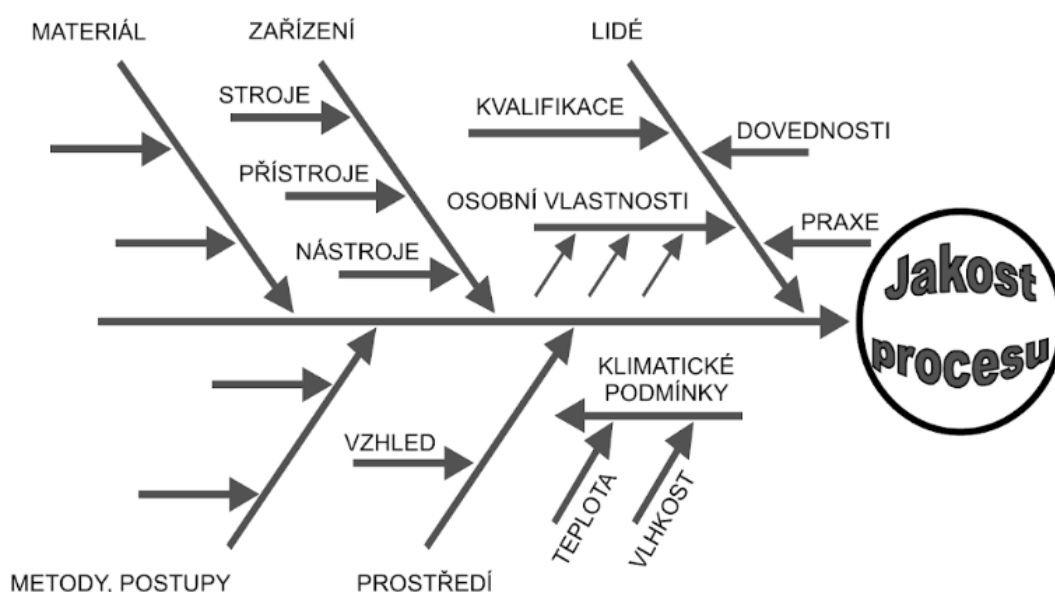 MATERIÁL
ZAŘÍZENÍ
LIDÉ
STROJE
KVALIFIKACE
DOVEDNOSTI
PŘÍSTROJE
OSOBNÍ VLASTNOSTI
PRAXE
NÁSTROJE
Jakost
procesu
KLIMATICKÉ
PODMÍNKY
VZHLED
TEPLOTA
VLHKOST
METODY, POSTUPY
PROSTŘEDÍ